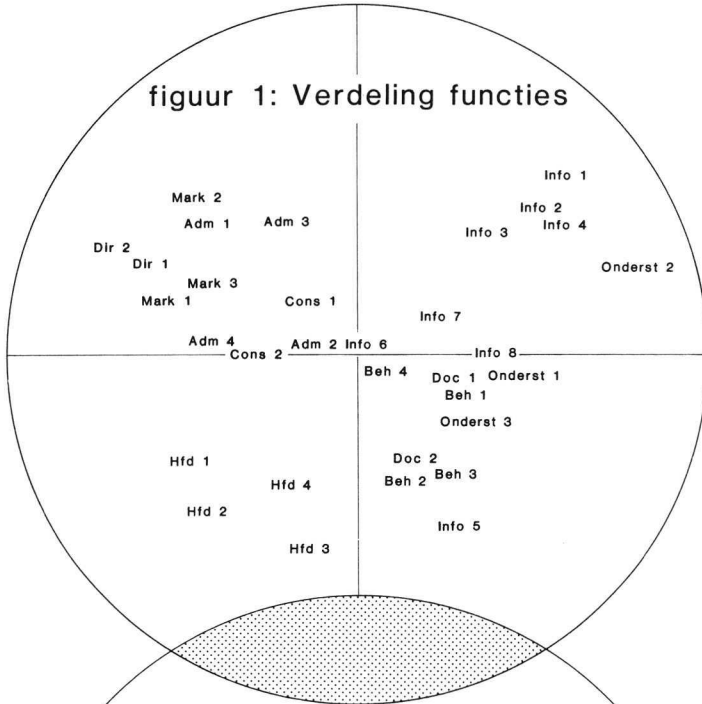 figuur 1: Verdeling functies
Info 1
Mark 2
Info 2
Adm 1
Adm 3
Info 4
Info 3
Dir 2
Dir 1
Onderst 2
Mark 3
Mark 1
Cons 1
Info 7
Adm 4
Adm 2
Info 6
Cons 2
Info 8
Beh 4
Doc 1
Onderst 1
Beh 1
Onderst 3
Hfd 1
Doc 2
Beh 3
Beh 2
Hfd 4
Hfd 2
Info 5
Hfd 3